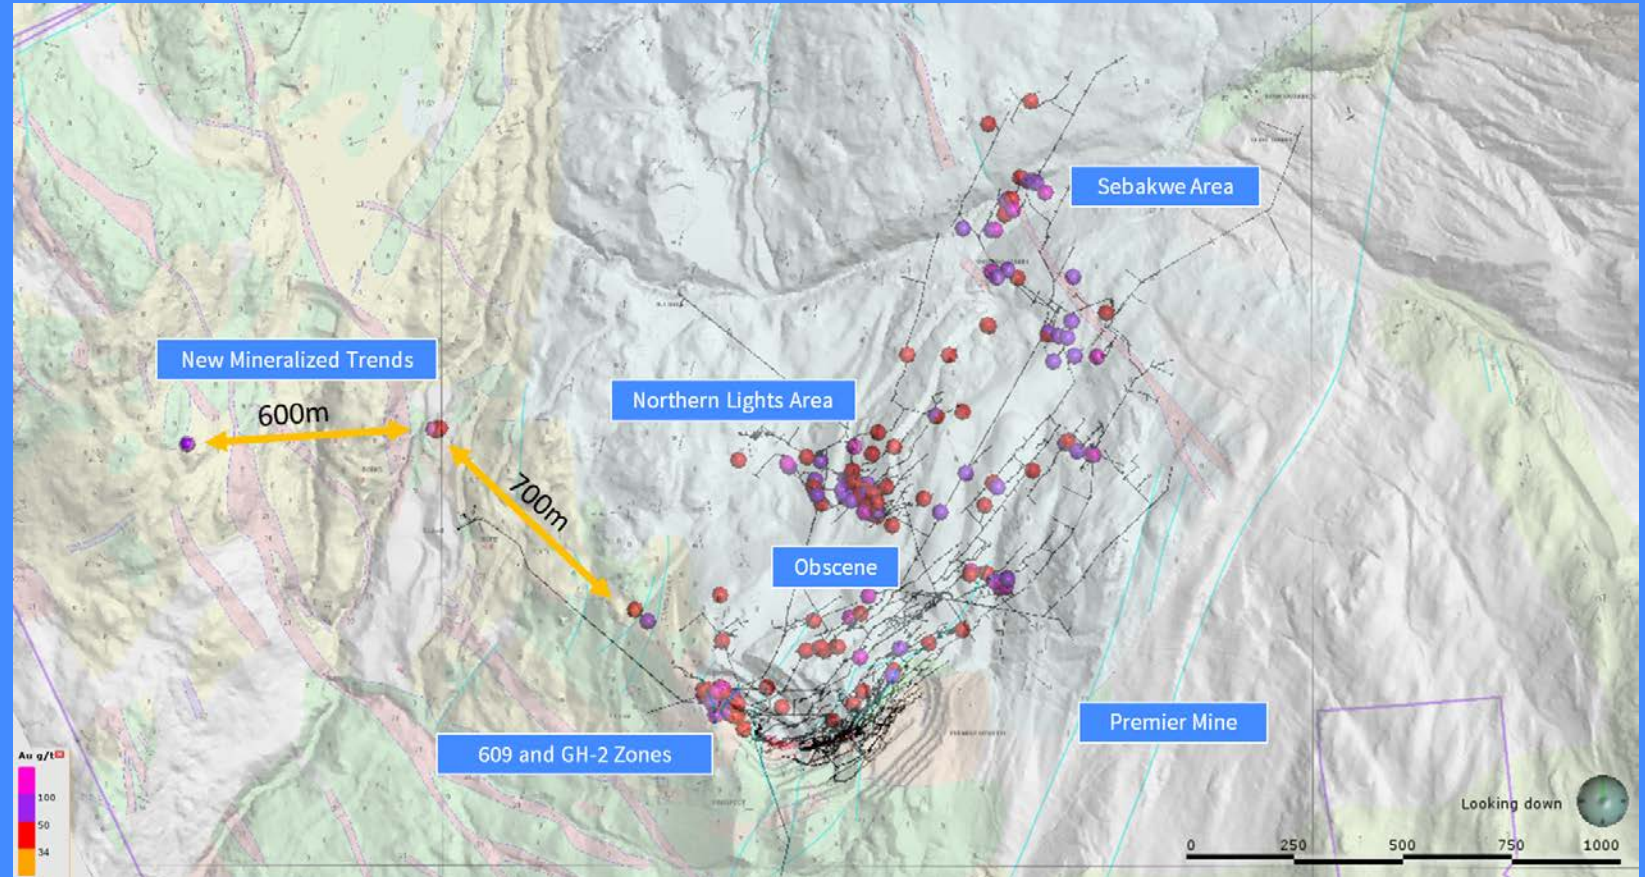 Sebakwe Area
New Mineralized Trends
600m
Northern Lights Area
700m
Obscene
Premier Mine
609 and GH-2 Zones
Au g/t
100
50
34
Looking down
0 250 500 750 1000